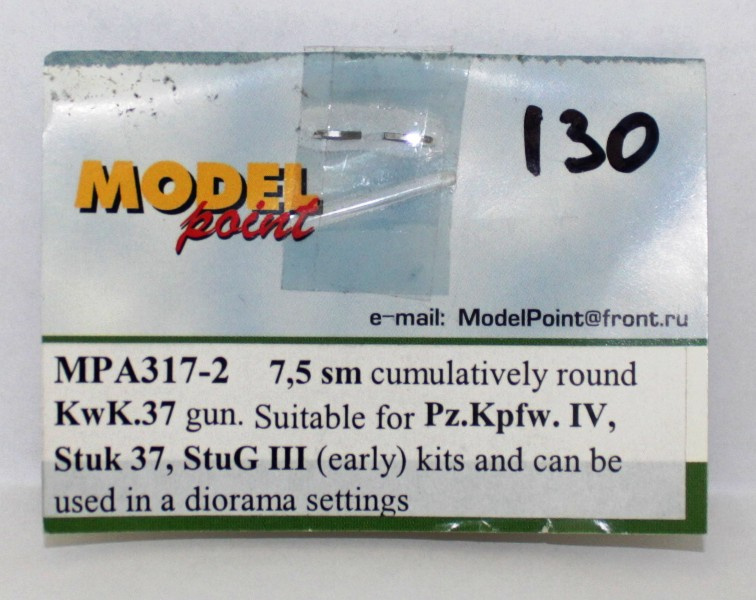 130
MODEL
point
e-mail: ModelPoint@front.ru
MPA317-2 7,5 sm cumulatively round
KwK.37 gun. Suitable for Pz.Kpfw. IV,
Stuk 37, StuG III (early) kits and can be
used in a diorama settings